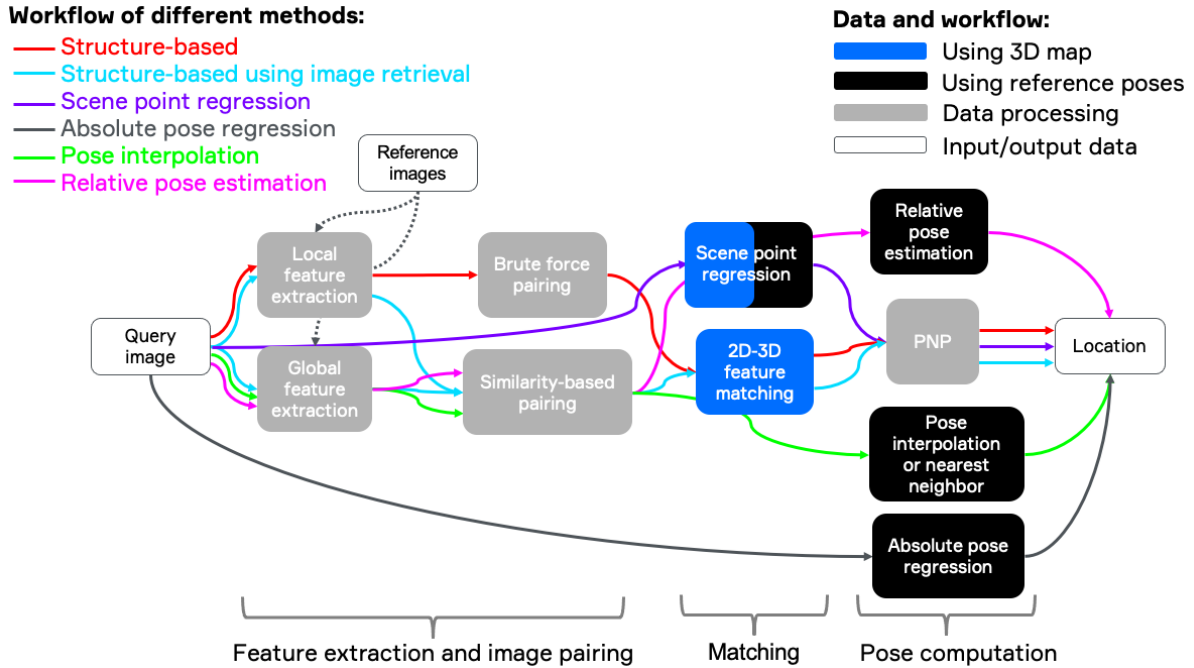 Workflow of different methods:
Structure-based
Structure-based using image retrieval
Scene point regression
Absolute pose regression
Pose interpolation
Relative pose estimation
Data and workflow:
Using 3D map
Using reference poses
Data processing
Input/output data
Reference
images
Query
image
Local
feature
extraction
Global
feature
extraction
Brute force
pairing
Similarity-based
pairing
Scene point
regression
2D-3D
feature
matching
Relative
pose
estimation
PNP
Pose
interpolation
or nearest
neighbor
Absolute pose
regression
Location
Feature extraction and image pairing
Matching
Pose computation